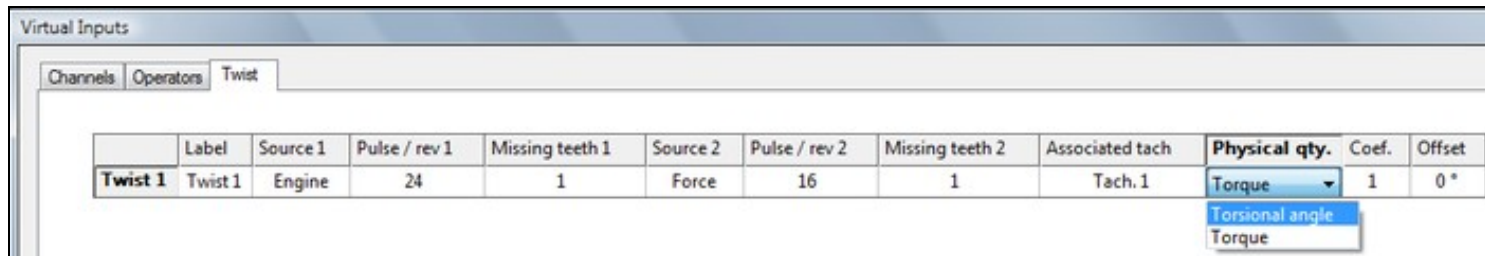 Virtual Inputs
Channels Operators Twist
Label Source 1 Pulse / rev 1 Missing teeth 1 Source 2 Pulse / rev 2 Missing teeth 2 Associated tach Physical qty. Coef. Offset
Twist 1 Twist 1 Engine 24 1 Force 16 1 Tach. 1 Torque 1 0 °
Torsional angle
Torque